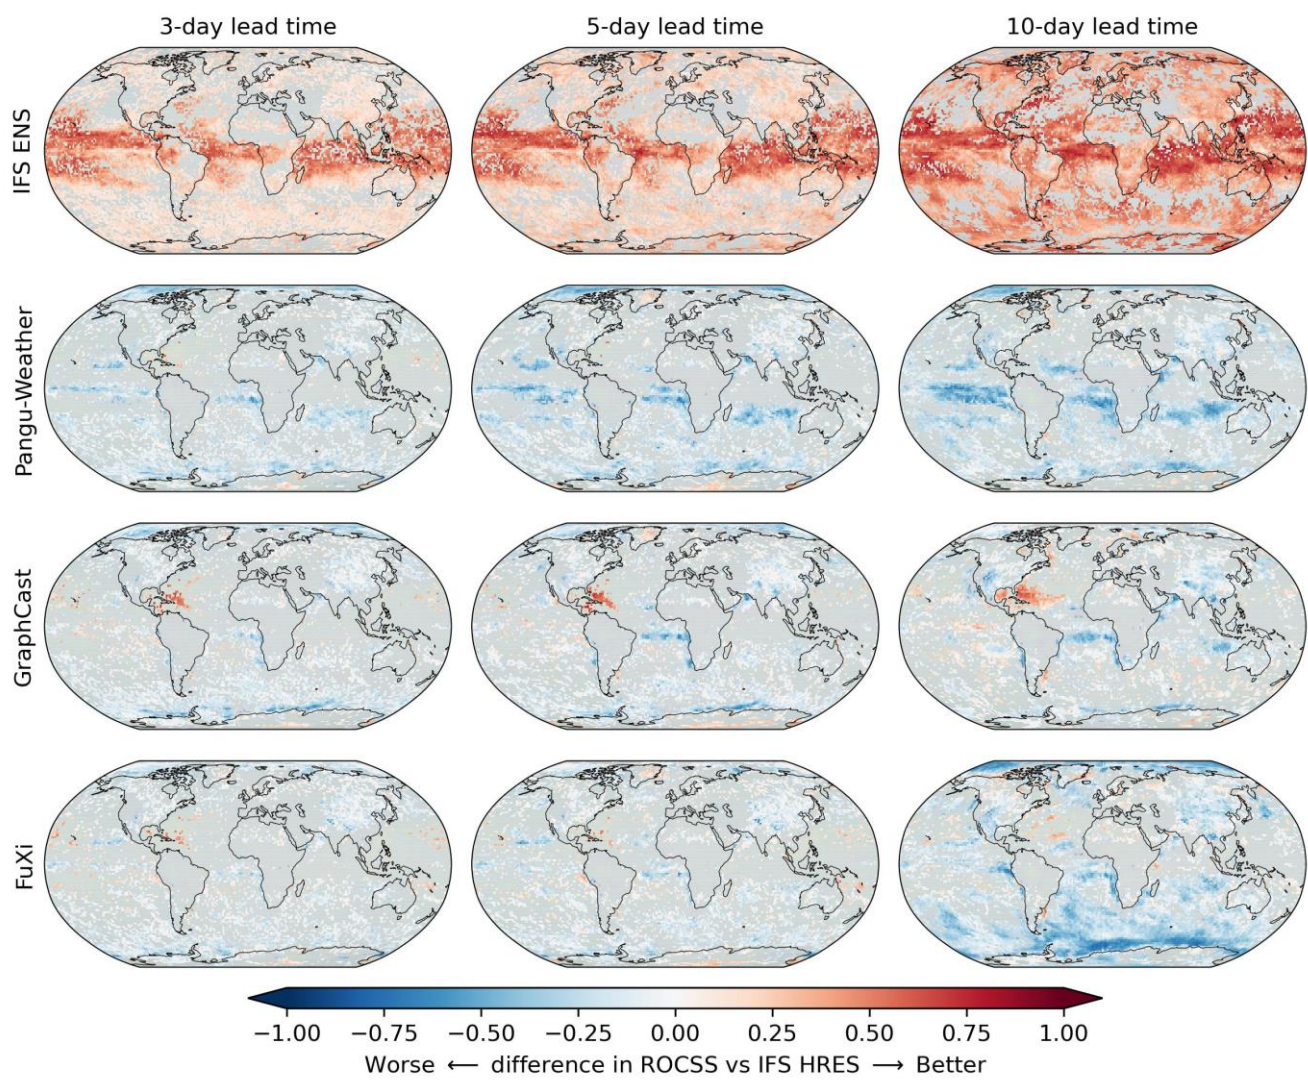 3-day lead time
5-day lead time
10-day lead time
IFS ENS
Pangu-Weather
GraphCast
FuXi
−1.00 −0.75 −0.50 −0.25 0.00 0.25 0.50 0.75 1.00
Worse ← difference in ROCSS vs IFS HRES → Better